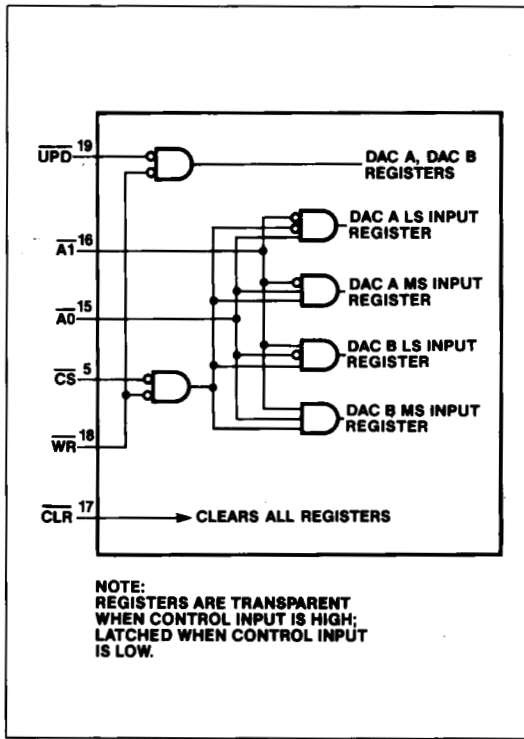 UPD 19
DAC A, DAC B
REGISTERS
DAC A LS INPUT
REGISTER
A1 16
DAC A MS INPUT
REGISTER
A0 15
DAC B LS INPUT
REGISTER
CS 5
DAC B MS INPUT
REGISTER
WR 18
CLR 17
CLEARS ALL REGISTERS
NOTE:
REGISTERS ARE TRANSPARENT
WHEN CONTROL INPUT IS HIGH;
LATCHED WHEN CONTROL INPUT
IS LOW.